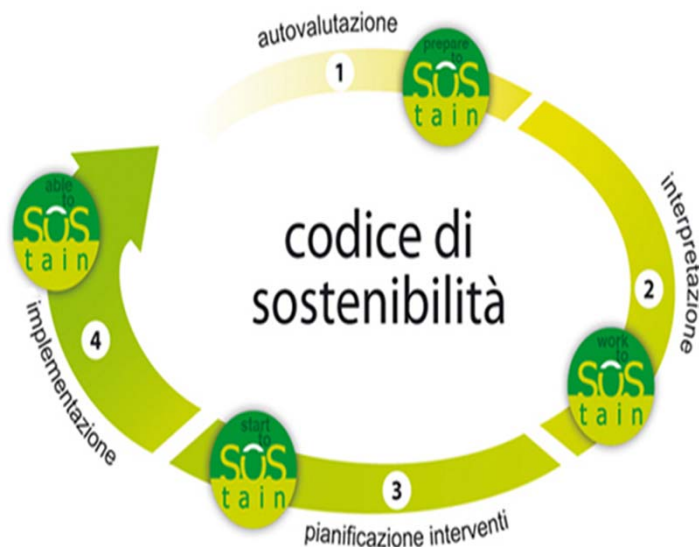 autovalutazione
1
prepare
to
SOS
tain
interpretazione
2
work
to
SOS
tain
pianificazione interventi
3
start
to
SOS
tain
implementazione
4
able
to
SOS
tain
codice di
sostenibilità